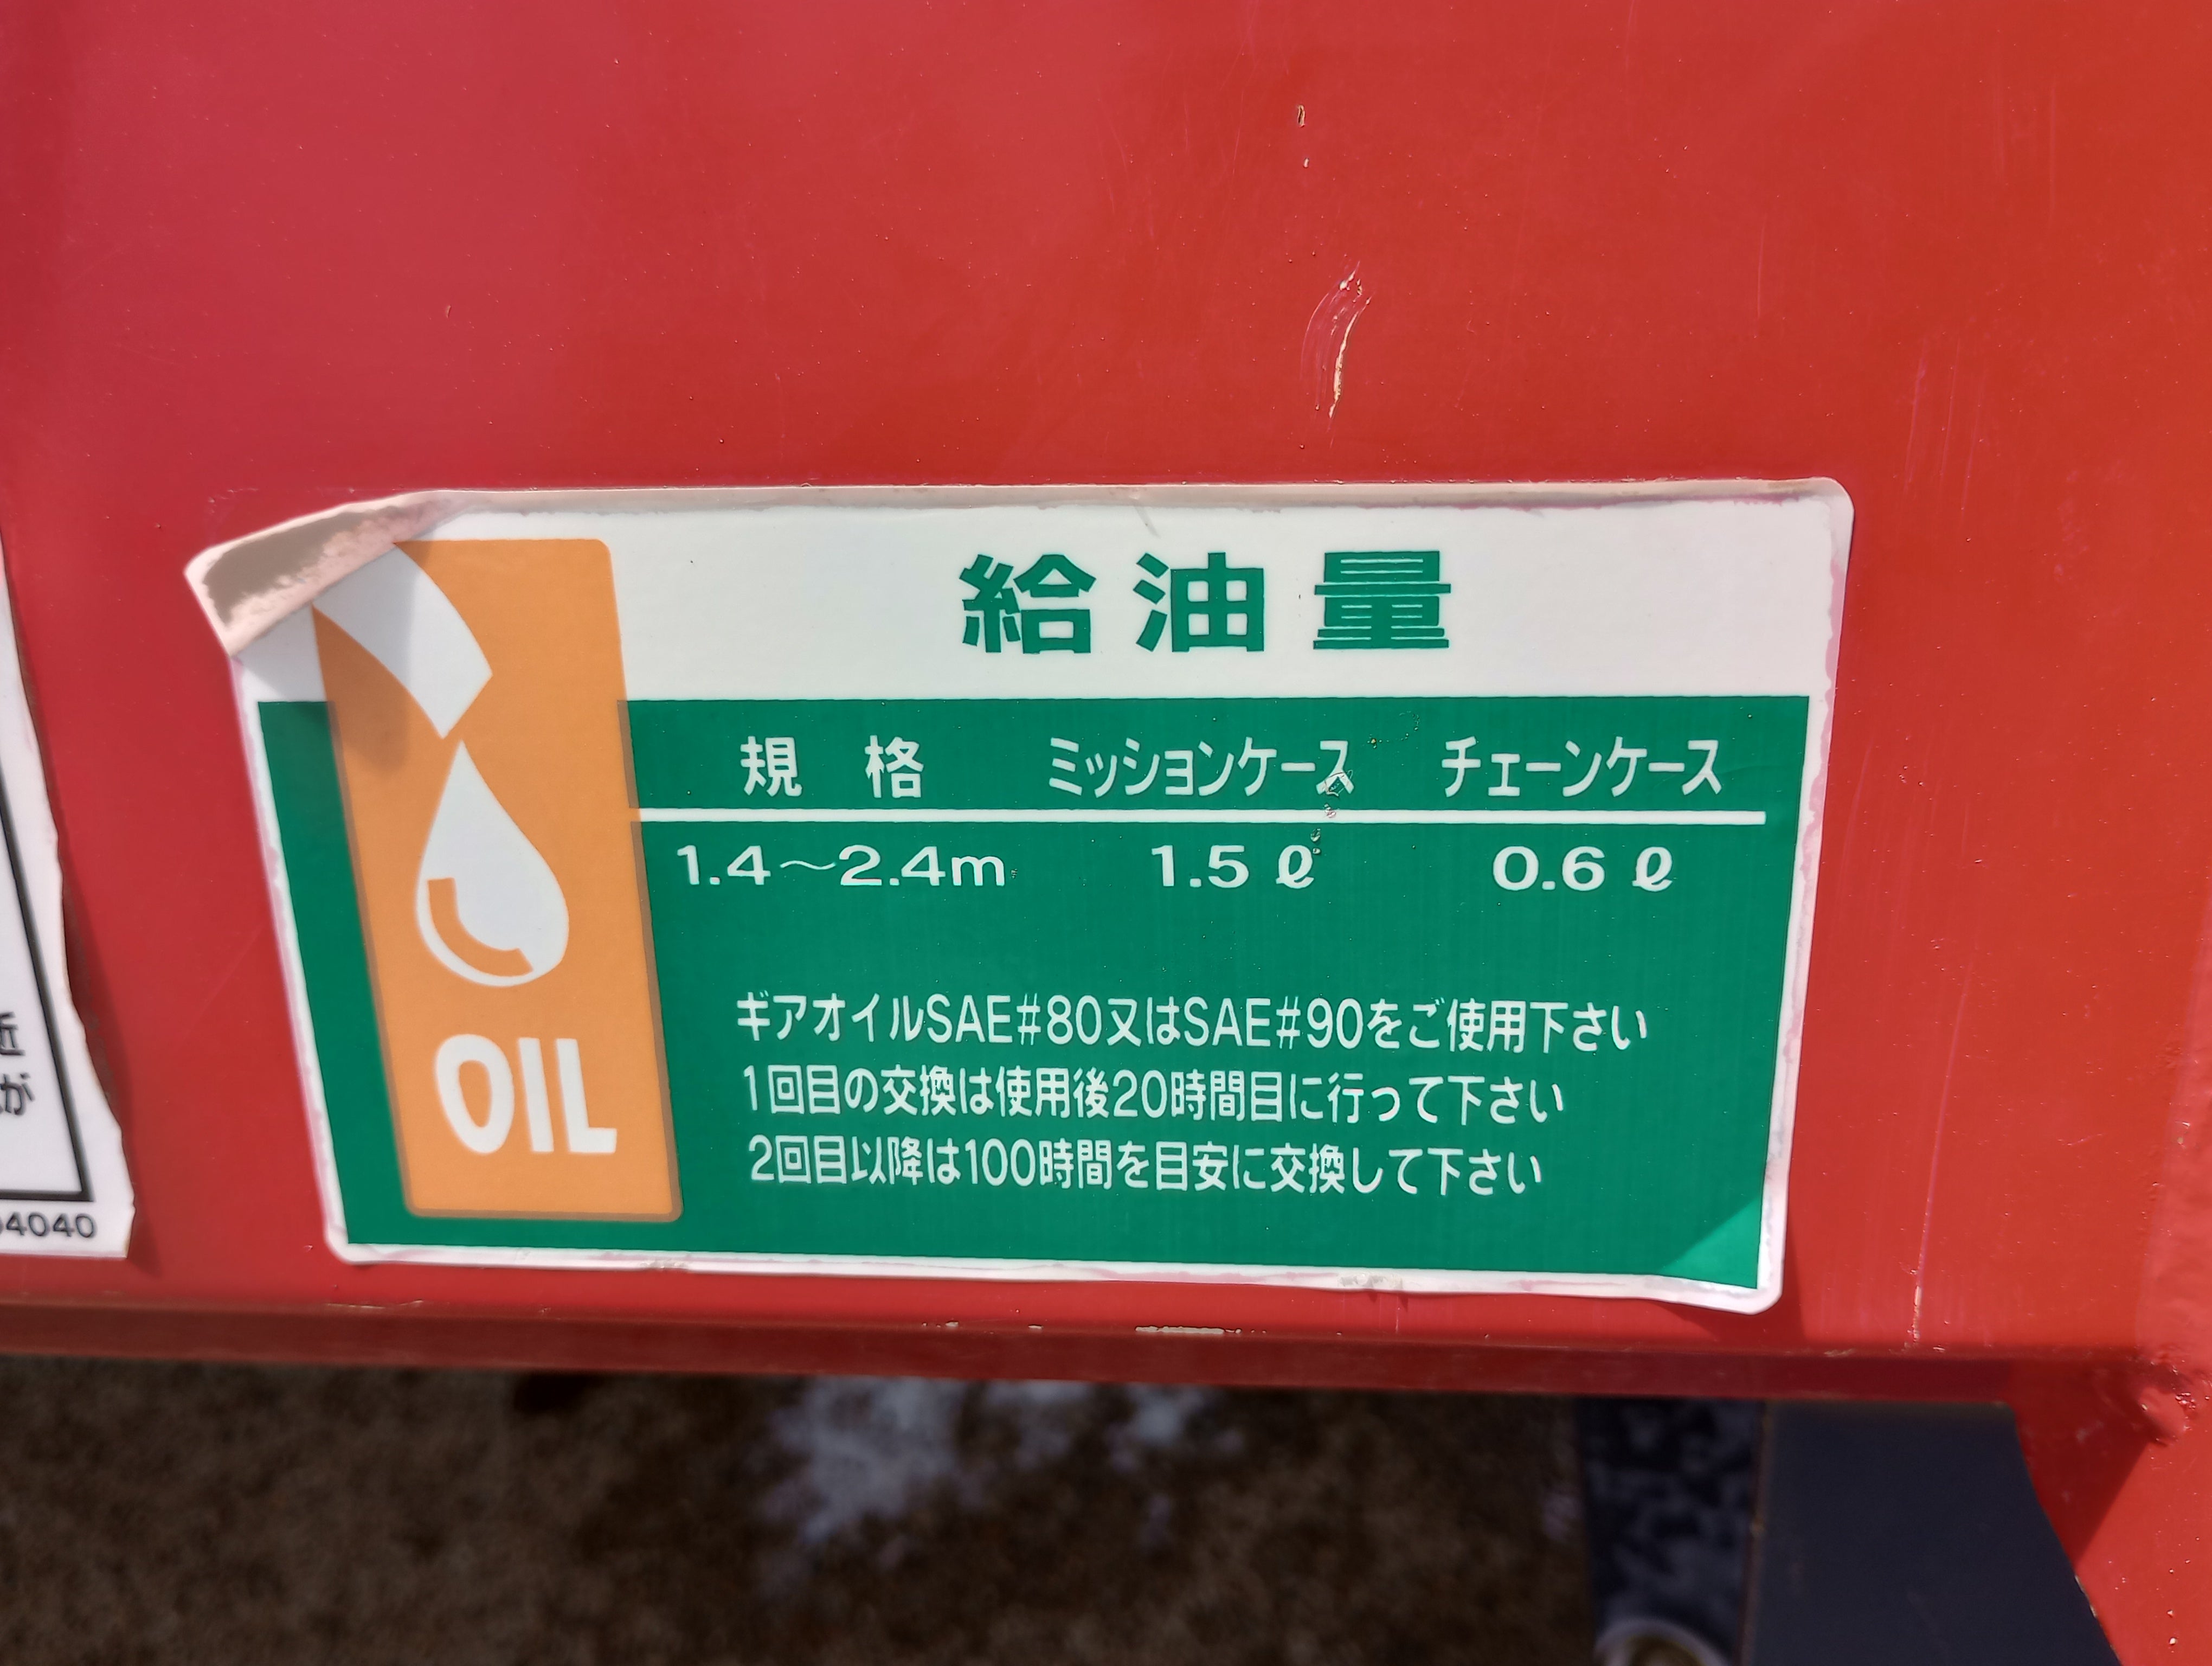 給油量
規 格 ミッションケース チェーンケース
1.4～2.4m 1.5ℓ 0.6ℓ
ギアオイルSAE#80又はSAE#90をご使用下さい
1回目の交換は使用後20時間目に行って下さい
2回目以降は100時間を目安に交換して下さい
OIL
近
が
4040